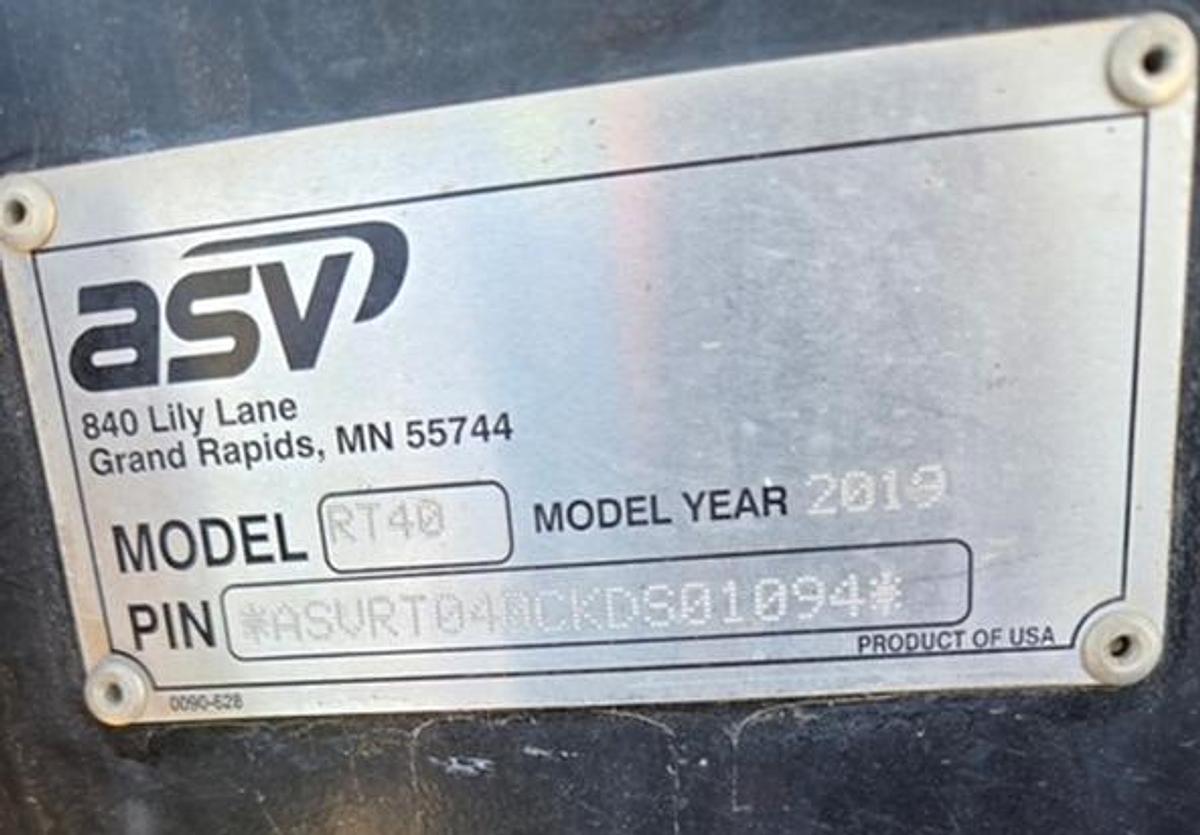 asv
840 Lily Lane
Grand Rapids, MN 55744
MODEL RT40 MODEL YEAR 2019
PIN *ASVRT040CKDS01094*
PRODUCT OF USA
0090-628